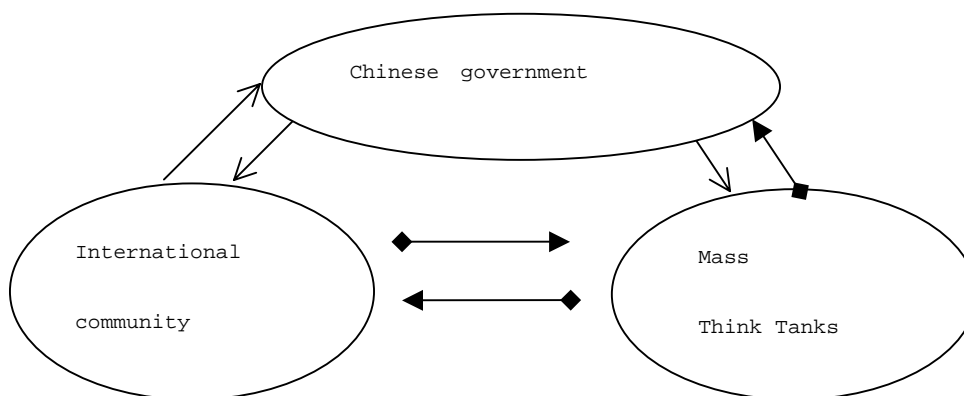 Chinese government
International
community
Mass
Think Tanks